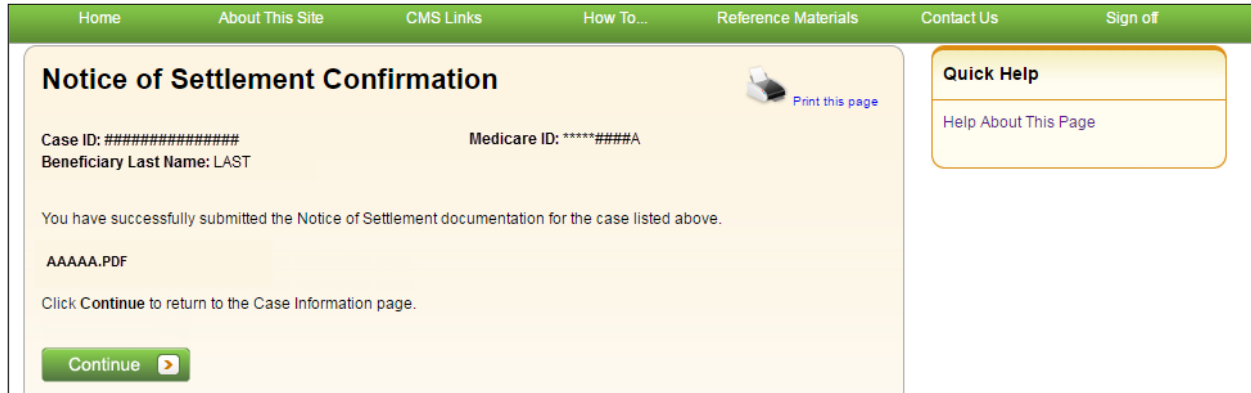 Home About This Site CMS Links How To... Reference Materials Contact Us Sign off
Notice of Settlement Confirmation
Print this page
Quick Help
Help About This Page
Case ID: ############### Medicare ID: *****####A
Beneficiary Last Name: LAST
You have successfully submitted the Notice of Settlement documentation for the case listed above.
AAAAA.PDF
Click Continue to return to the Case Information page.
Continue